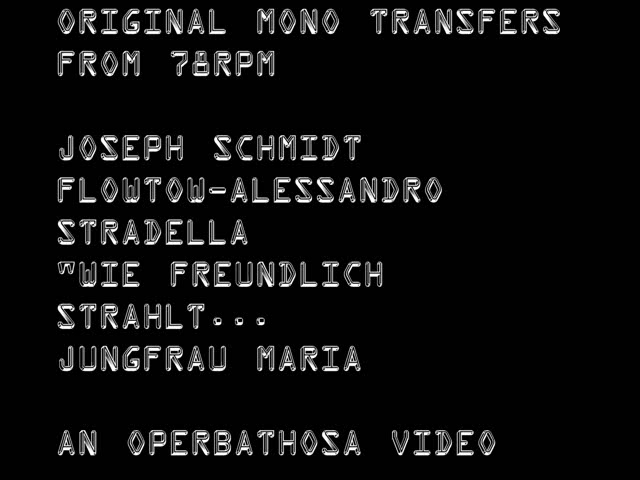 ORIGINAL MONO TRANSFERS
FROM 78RPM
JOSEPH SCHMIDT
FLOWTOW-ALESSANDRO
STRADELLA
"WIE FREUNDLICH
STRAHLT...
JUNGFRAU MARIA
AN OPERBATHOSA VIDEO